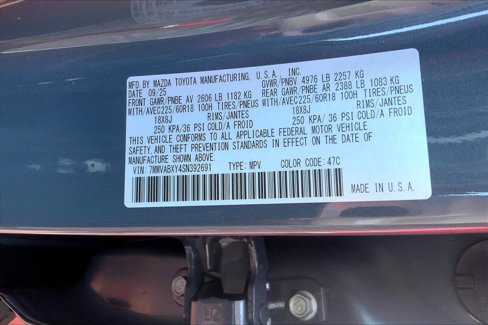 MFD BY MAZDA TOYOTA MANUFACTURING, U.S.A., INC.
DATE 09/25 GVWR/PNBV 4976 LB 2257 KG
FRONT GAWR/PNBE AV 2606 LB 1182 KG REAR GAWR/PNBE AR 2388 LB 1083 KG
WITH/AVEC225/60R18 100H TIRES/PNEUS WITH/AVEC225/60R18 100H TIRES/PNEUS
18X8J RIMS/JANTES 18X8J RIMS/JANTES
250 KPA/ 36 PSI COLD/A FROID 250 KPA/ 36 PSI COLD/A FROID
THIS VEHICLE CONFORMS TO ALL APPLICABLE FEDERAL MOTOR VEHICLE
SAFETY, AND THEFT PREVENTION STANDARDS IN EFFECT ON THE DATE OF
MANUFACTURE SHOWN ABOVE.
VIN: 7MMVABXY4SN392691 TYPE: MPV COLOR CODE: 47C
MADE IN U.S.A.